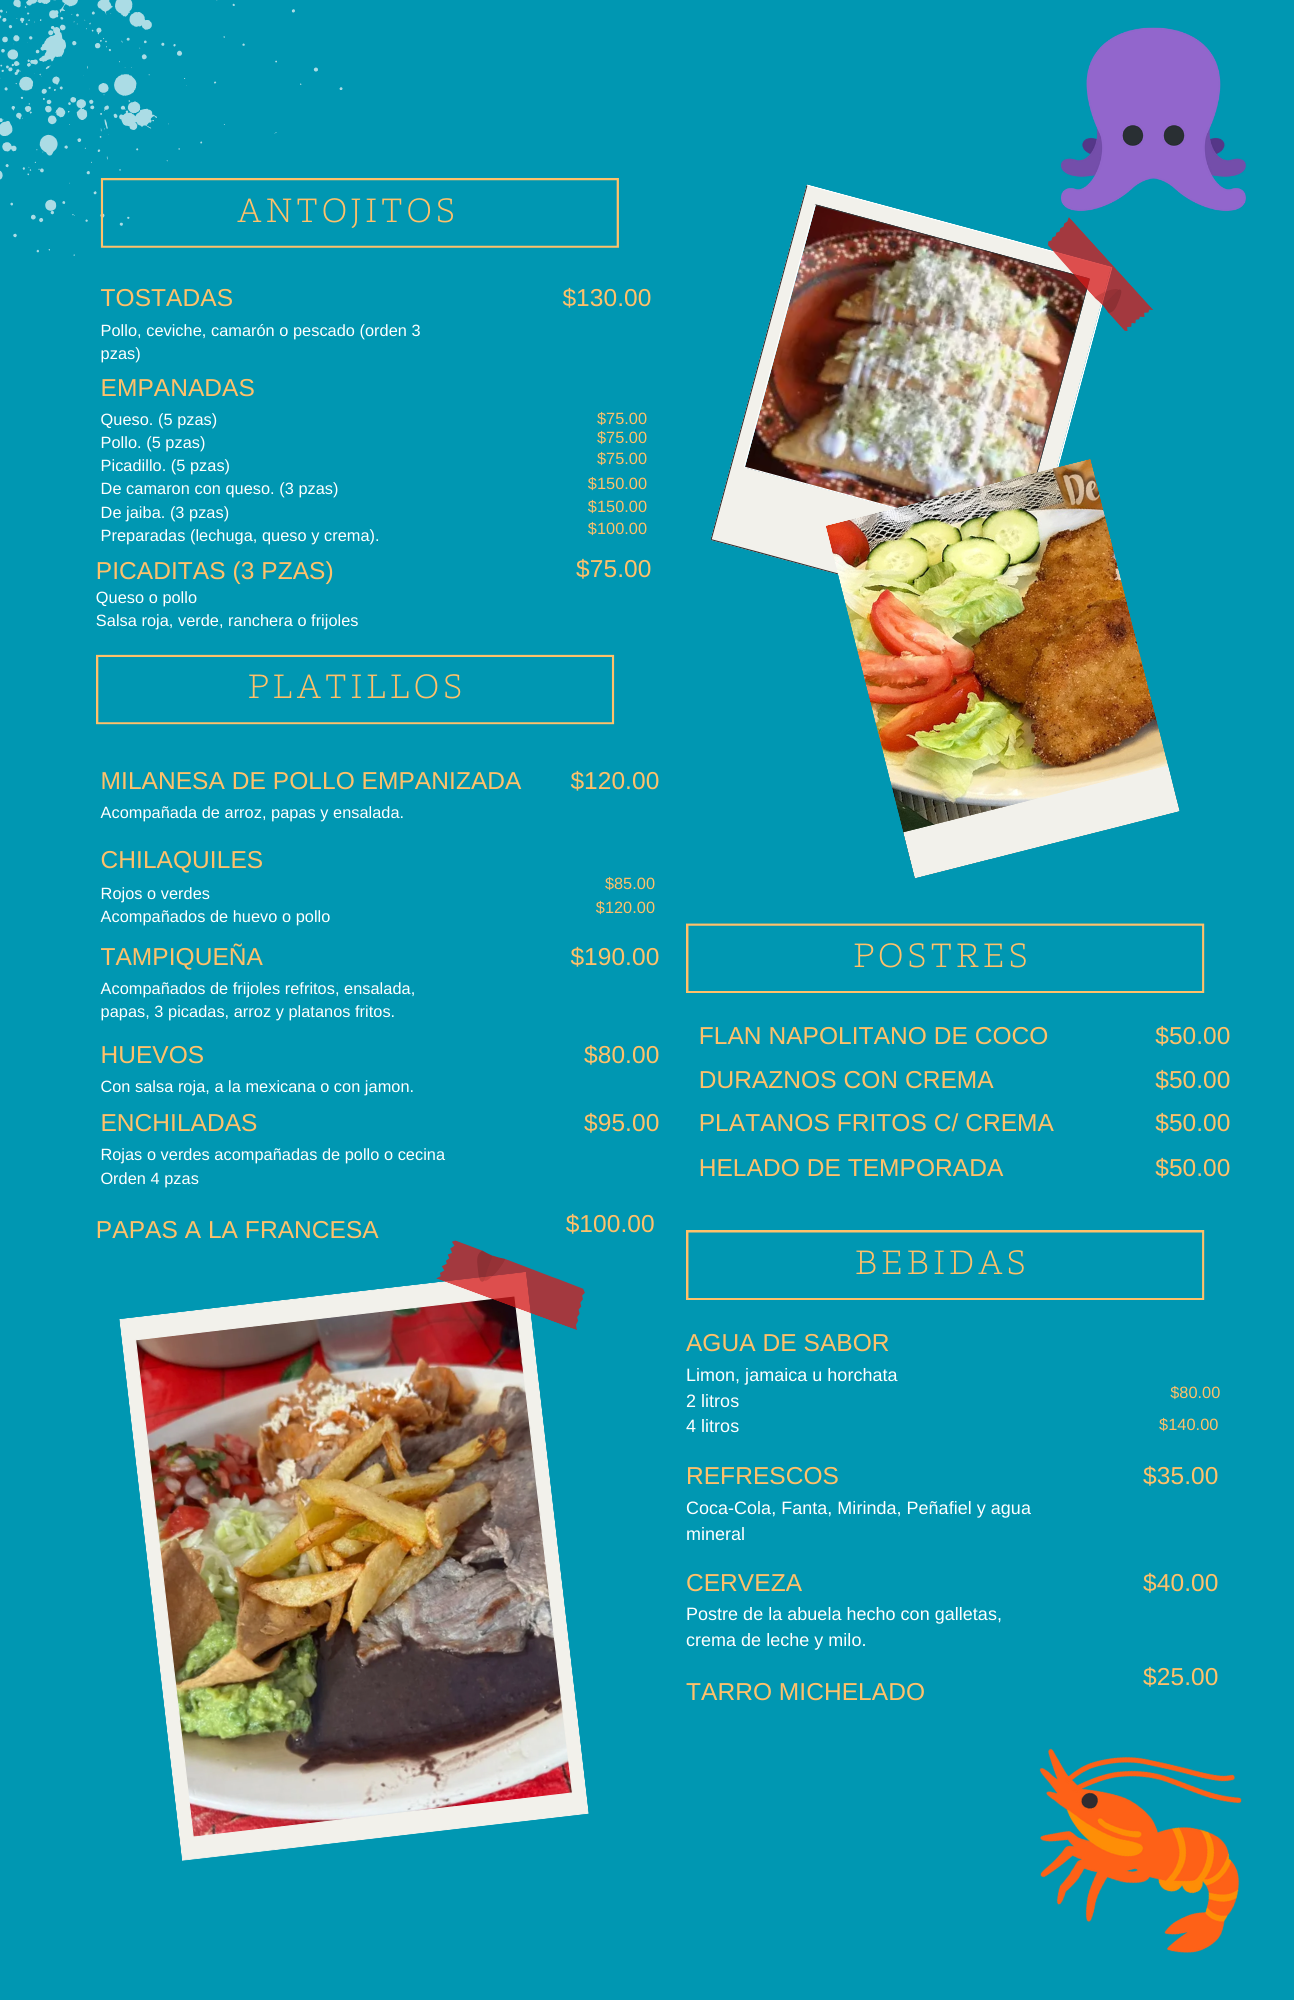 ANTOJITOS
TOSTADAS $130.00
Pollo, ceviche, camarón o pescado (orden 3
pzas)
EMPANADAS
Queso. (5 pzas) $75.00
Pollo. (5 pzas) $75.00
Picadillo. (5 pzas) $75.00
De camaron con queso. (3 pzas) $150.00
De jaiba. (3 pzas) $150.00
Preparadas (lechuga, queso y crema). $100.00
PICADITAS (3 PZAS) $75.00
Queso o pollo
Salsa roja, verde, ranchera o frijoles
PLATILLOS
MILANESA DE POLLO EMPANIZADA $120.00
Acompañada de arroz, papas y ensalada.
CHILAQUILES
Rojos o verdes $85.00
Acompañados de huevo o pollo $120.00
TAMPIQUEÑA $190.00
Acompañados de frijoles refritos, ensalada,
papas, 3 picadas, arroz y platanos fritos.
HUEVOS $80.00
Con salsa roja, a la mexicana o con jamon.
ENCHILADAS $95.00
Rojas o verdes acompañadas de pollo o cecina
Orden 4 pzas
PAPAS A LA FRANCESA $100.00
De
POSTRES
FLAN NAPOLITANO DE COCO $50.00
DURAZNOS CON CREMA $50.00
PLATANOS FRITOS C/ CREMA $50.00
HELADO DE TEMPORADA $50.00
BEBIDAS
AGUA DE SABOR
Limon, jamaica u horchata
2 litros $80.00
4 litros $140.00
REFRESCOS $35.00
Coca-Cola, Fanta, Mirinda, Peñafiel y agua
mineral
CERVEZA $40.00
Postre de la abuela hecho con galletas,
crema de leche y milo.
TARRO MICHELADO $25.00